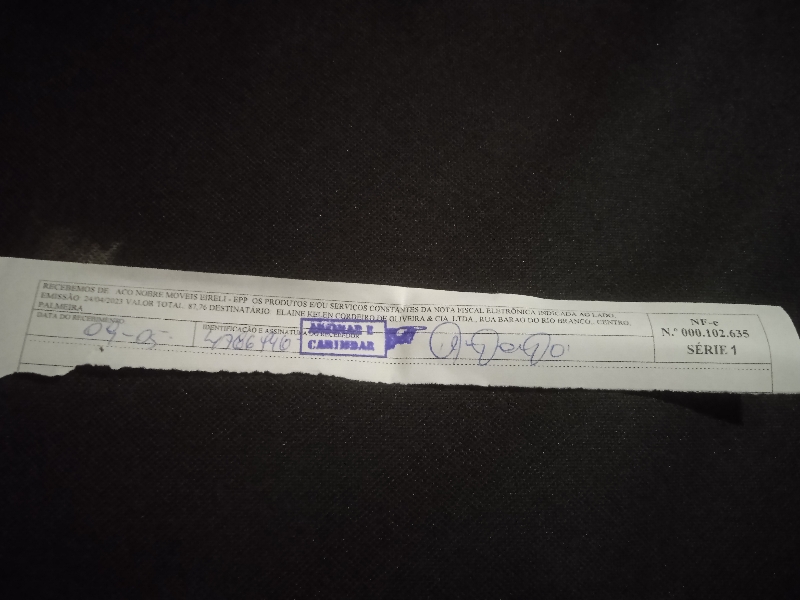 RECEBEMOS DE ACO NOBRE MOVEIS EIRELI - EPP OS PRODUTOS E/OU SERVIÇOS CONSTANTES DA NOTA FISCAL ELETRÔNICA INDICADA AO LADO.
EMISSÃO: 24/04/2023 VALOR TOTAL: 87,76 DESTINATÁRIO: ELAINE KELEN CORDEIRO DE OLIVEIRA & CIA. LTDA., RUA BARAO DO RIO BRANCO, CENTRO,
PALMEIRA
NF-e
N.º 000.102.635
SÉRIE 1
DATA DO RECEBIMENTO
IDENTIFICAÇÃO E ASSINATURA DO RECEBEDOR
04-05
CARIMBAR